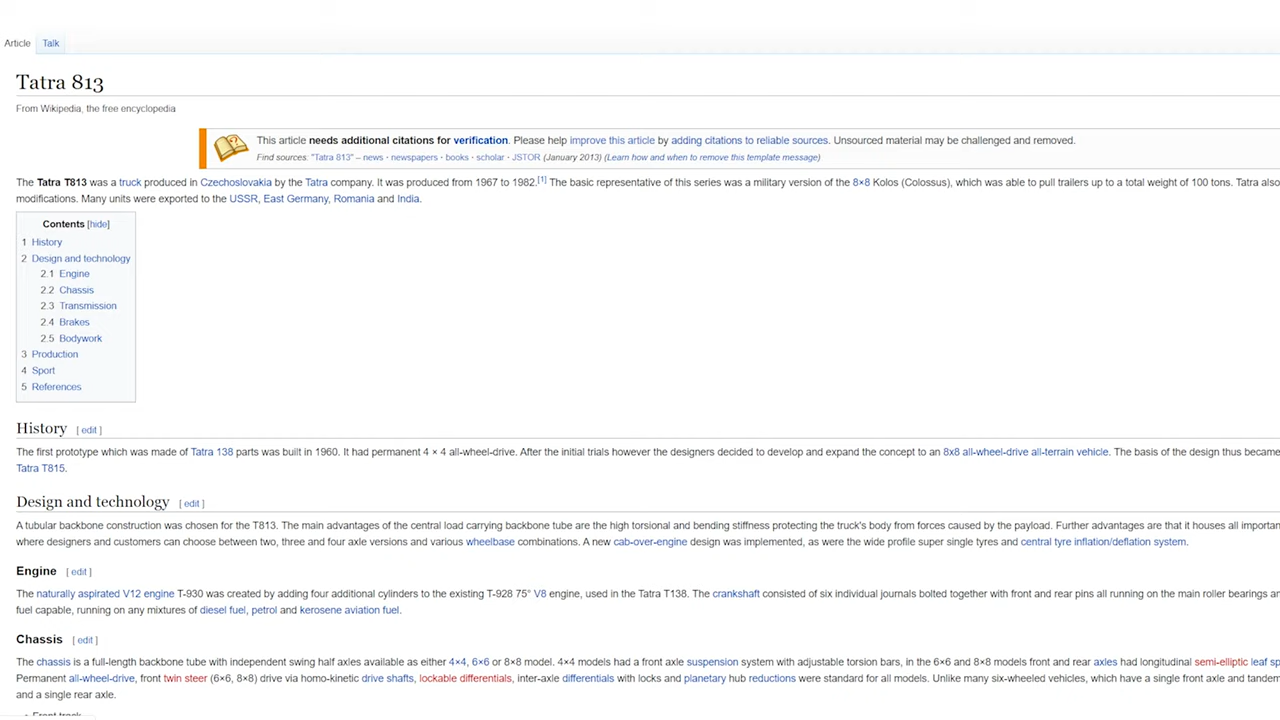 Article Talk
Tatra 813
From Wikipedia, the free encyclopedia
This article needs additional citations for verification. Please help improve this article by adding citations to reliable sources. Unsourced material may be challenged and removed.
Find sources: "Tatra 813" – news · newspapers · books · scholar · JSTOR (January 2013) (Learn how and when to remove this template message)
The Tatra T813 was a truck produced in Czechoslovakia by the Tatra company. It was produced from 1967 to 1982.[1] The basic representative of this series was a military version of the 8×8 Kolos (Colossus), which was able to pull trailers up to a total weight of 100 tons. Tatra also
modifications. Many units were exported to the USSR, East Germany, Romania and India.
Contents [hide]
1 History
2 Design and technology
2.1 Engine
2.2 Chassis
2.3 Transmission
2.4 Brakes
2.5 Bodywork
3 Production
4 Sport
5 References
History [ edit ]
The first prototype which was made of Tatra 138 parts was built in 1960. It had permanent 4 × 4 all-wheel-drive. After the initial trials however the designers decided to develop and expand the concept to an 8x8 all-wheel-drive all-terrain vehicle. The basis of the design thus became
Tatra T815.
Design and technology [ edit ]
A tubular backbone construction was chosen for the T813. The main advantages of the central load carrying backbone tube are the high torsional and bending stiffness protecting the truck's body from forces caused by the payload. Further advantages are that it houses all important
where designers and customers can choose between two, three and four axle versions and various wheelbase combinations. A new cab-over-engine design was implemented, as were the wide profile super single tyres and central tyre inflation/deflation system.
Engine [ edit ]
The naturally aspirated V12 engine T-930 was created by adding four additional cylinders to the existing T-928 75° V8 engine, used in the Tatra T138. The crankshaft consisted of six individual journals bolted together with front and rear pins all running on the main roller bearings
fuel capable, running on any mixtures of diesel fuel, petrol and kerosene aviation fuel.
Chassis [ edit ]
The chassis is a full-length backbone tube with independent swing half axles available as either 4×4, 6×6 or 8×8 model. 4×4 models had a front axle suspension system with adjustable torsion bars, in the 6×6 and 8×8 models front and rear axles had longitudinal semi-elliptic leaf
Permanent all-wheel-drive, front twin steer (6×6, 8×8) drive via homo-kinetic drive shafts, lockable differentials, inter-axle differentials with locks and planetary hub reductions were standard for all models. Unlike many six-wheeled vehicles, which have a single front axle and tandem
and a single rear axle.
Front track